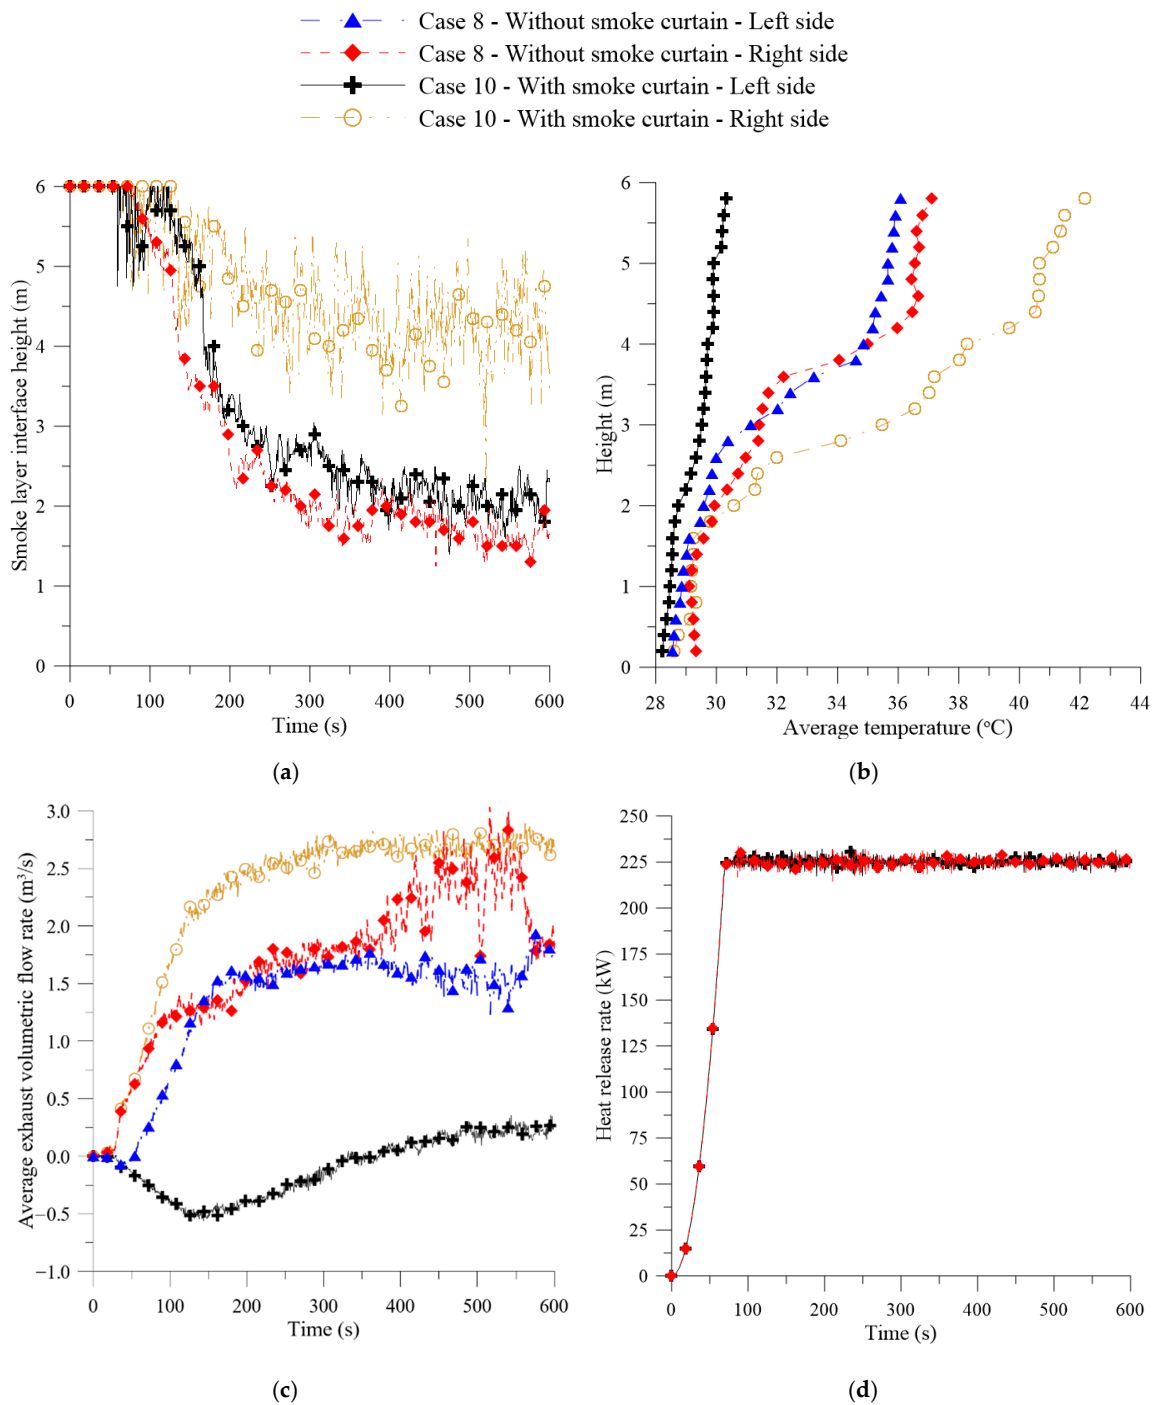 Case 8 - Without smoke curtain - Left side
Case 8 - Without smoke curtain - Right side
Case 10 - With smoke curtain - Left side
Case 10 - With smoke curtain - Right side
Smoke layer interface height (m)
6
5
4
3
2
1
0
0 100 200 300 400 500 600
Time (s)
(a)
Height (m)
6
5
4
3
2
1
0
28 30 32 34 36 38 40 42 44
Average temperature (°C)
(b)
Average exhaust volumetric flow rate (m³/s)
3.0
2.5
2.0
1.5
1.0
0.5
0.0
−0.5
−1.0
0 100 200 300 400 500 600
Time (s)
(c)
Heat release rate (kW)
250
225
200
175
150
125
100
75
50
25
0
0 100 200 300 400 500 600
Time (s)
(d)